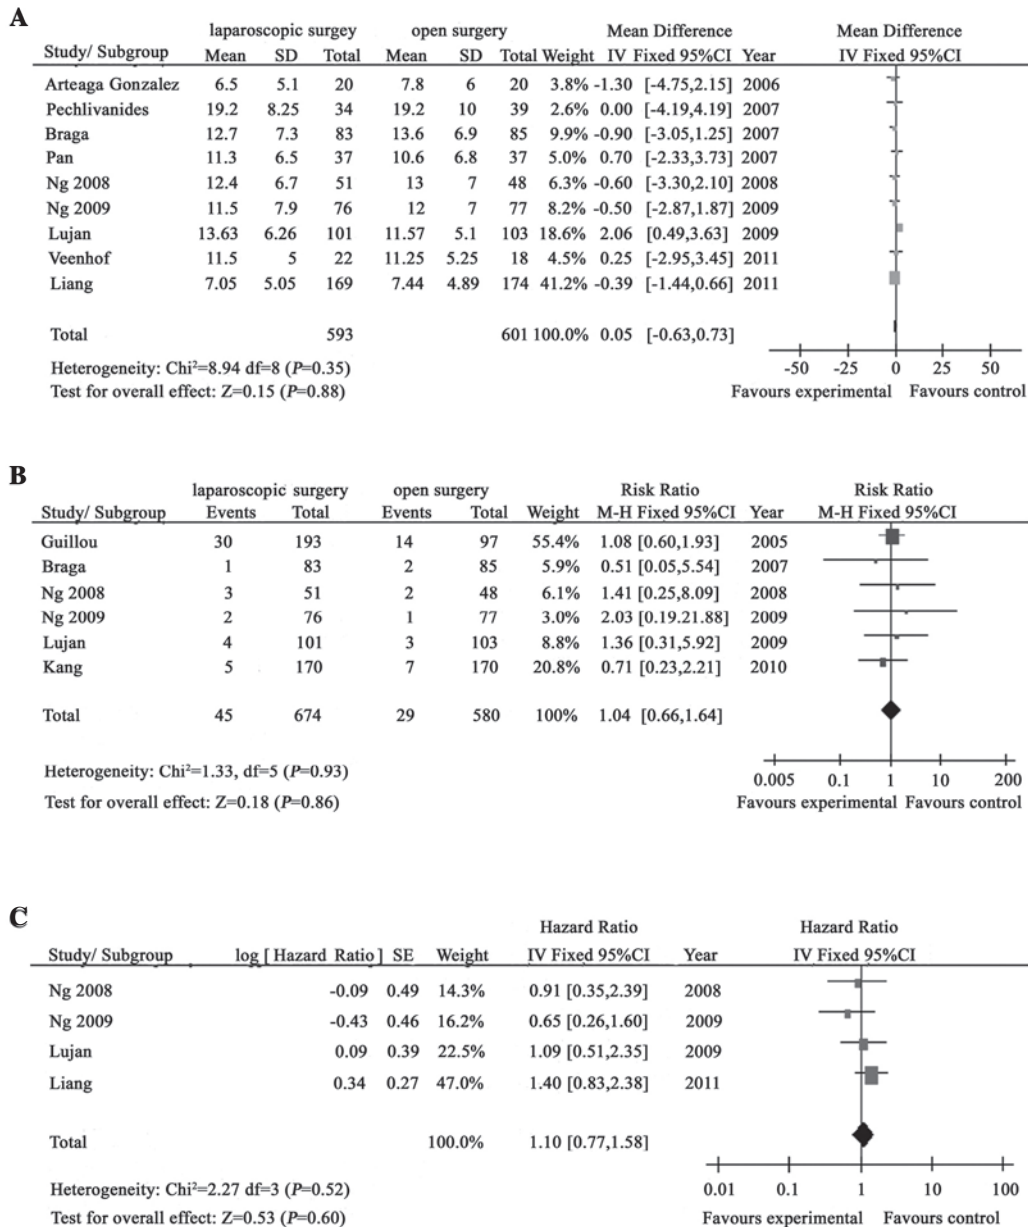 A
laparoscopic surgey open surgery Mean Difference Mean Difference
Study/ Subgroup Mean SD Total Mean SD Total Weight IV Fixed 95%CI Year IV Fixed 95%CI
Arteaga Gonzalez 6.5 5.1 20 7.8 6 20 3.8% -1.30 [-4.75,2.15] 2006
Pechlivanides 19.2 8.25 34 19.2 10 39 2.6% 0.00 [-4.19,4.19] 2007
Braga 12.7 7.3 83 13.6 6.9 85 9.9% -0.90 [-3.05,1.25] 2007
Pan 11.3 6.5 37 10.6 6.8 37 5.0% 0.70 [-2.33,3.73] 2007
Ng 2008 12.4 6.7 51 13 7 48 6.3% -0.60 [-3.30,2.10] 2008
Ng 2009 11.5 7.9 76 12 7 77 8.2% -0.50 [-2.87,1.87] 2009
Lujan 13.63 6.26 101 11.57 5.1 103 18.6% 2.06 [0.49,3.63] 2009
Veenhof 11.5 5 22 11.25 5.25 18 4.5% 0.25 [-2.95,3.45] 2011
Liang 7.05 5.05 169 7.44 4.89 174 41.2% -0.39 [-1.44,0.66] 2011
Total 593 601 100.0% 0.05 [-0.63,0.73]
Heterogeneity: Chi²=8.94 df=8 (P=0.35)
Test for overall effect: Z=0.15 (P=0.88)
-50 -25 0 25 50
Favours experimental Favours control
B
laparoscopic surgery open surgery Risk Ratio Risk Ratio
Study/ Subgroup Events Total Events Total Weight M-H Fixed 95%CI Year M-H Fixed 95%CI
Guillou 30 193 14 97 55.4% 1.08 [0.60,1.93] 2005
Braga 1 83 2 85 5.9% 0.51 [0.05,5.54] 2007
Ng 2008 3 51 2 48 6.1% 1.41 [0.25,8.09] 2008
Ng 2009 2 76 1 77 3.0% 2.03 [0.19.21.88] 2009
Lujan 4 101 3 103 8.8% 1.36 [0.31,5.92] 2009
Kang 5 170 7 170 20.8% 0.71 [0.23,2.21] 2010
Total 45 674 29 580 100% 1.04 [0.66,1.64]
Heterogeneity: Chi²=1.33, df=5 (P=0.93)
Test for overall effect: Z=0.18 (P=0.86)
0.005 0.1 1 10 200
Favours experimental Favours control
C
Hazard Ratio Hazard Ratio
Study/ Subgroup log [ Hazard Ratio ] SE Weight IV Fixed 95%CI Year IV Fixed 95%CI
Ng 2008 -0.09 0.49 14.3% 0.91 [0.35,2.39] 2008
Ng 2009 -0.43 0.46 16.2% 0.65 [0.26,1.60] 2009
Lujan 0.09 0.39 22.5% 1.09 [0.51,2.35] 2009
Liang 0.34 0.27 47.0% 1.40 [0.83,2.38] 2011
Total 100.0% 1.10 [0.77,1.58]
Heterogeneity: Chi²=2.27 df=3 (P=0.52)
Test for overall effect: Z=0.53 (P=0.60)
0.01 0.1 1 10 100
Favours experimental Favours control